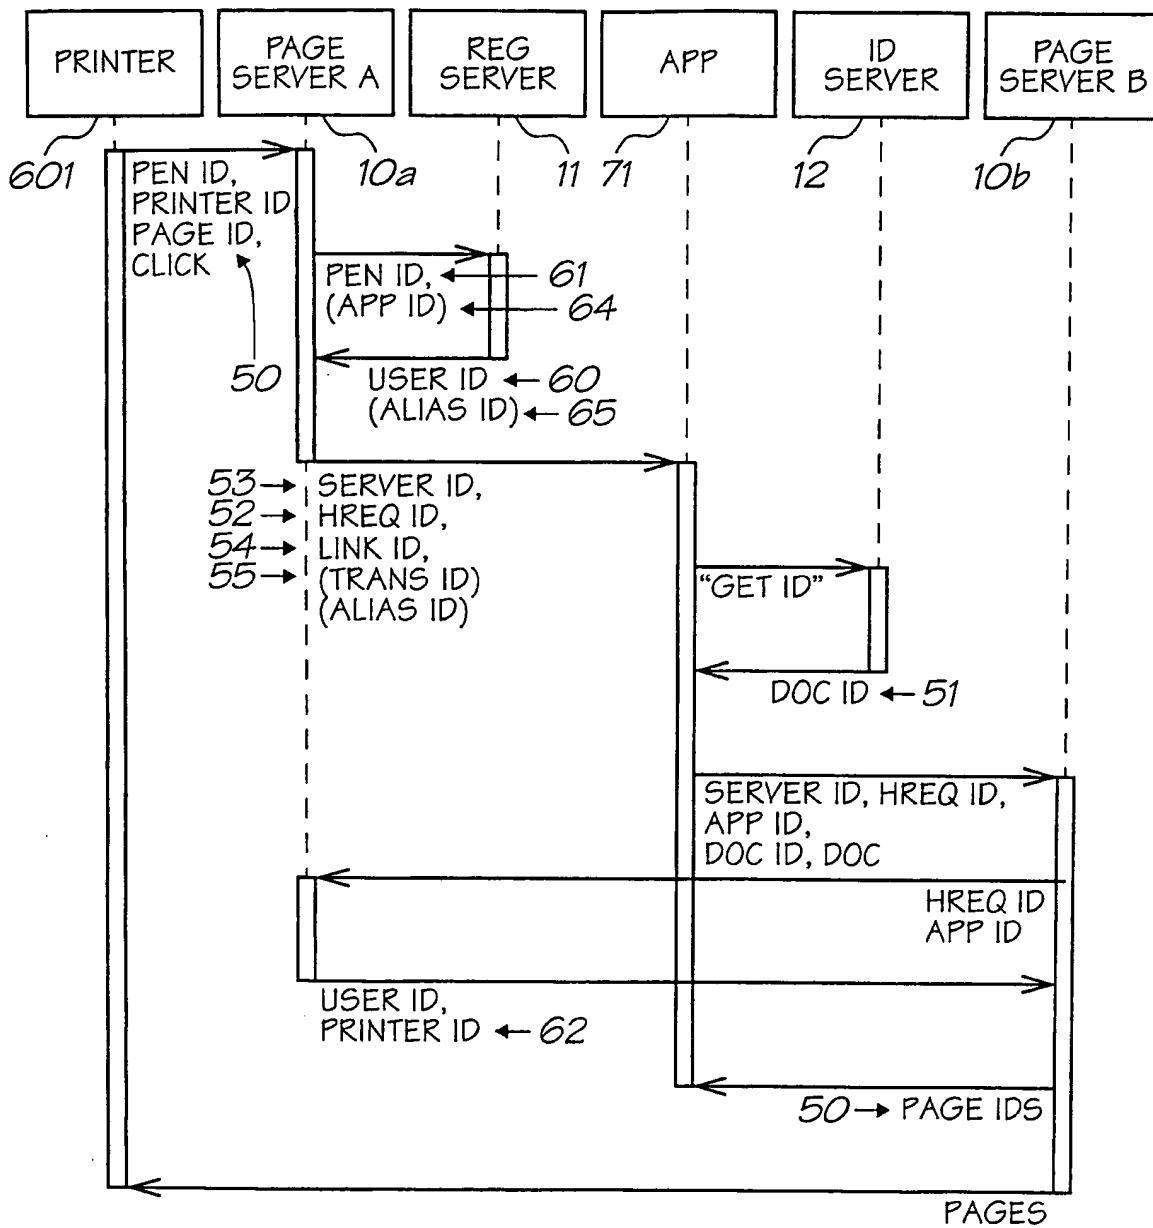 PRINTER
PAGE
SERVER A
REG
SERVER
APP
ID
SERVER
PAGE
SERVER B
601
10a
11
71
12
10b
PEN ID,
PRINTER ID
PAGE ID,
CLICK
50
PEN ID, 61
(APP ID) 64
USER ID 60
(ALIAS ID) 65
53 SERVER ID,
52 HREQ ID,
54 LINK ID,
55 (TRANS ID)
(ALIAS ID)
"GET ID"
DOC ID 51
SERVER ID, HREQ ID,
APP ID,
DOC ID, DOC
HREQ ID
APP ID
USER ID,
PRINTER ID 62
50 PAGE IDS
PAGES